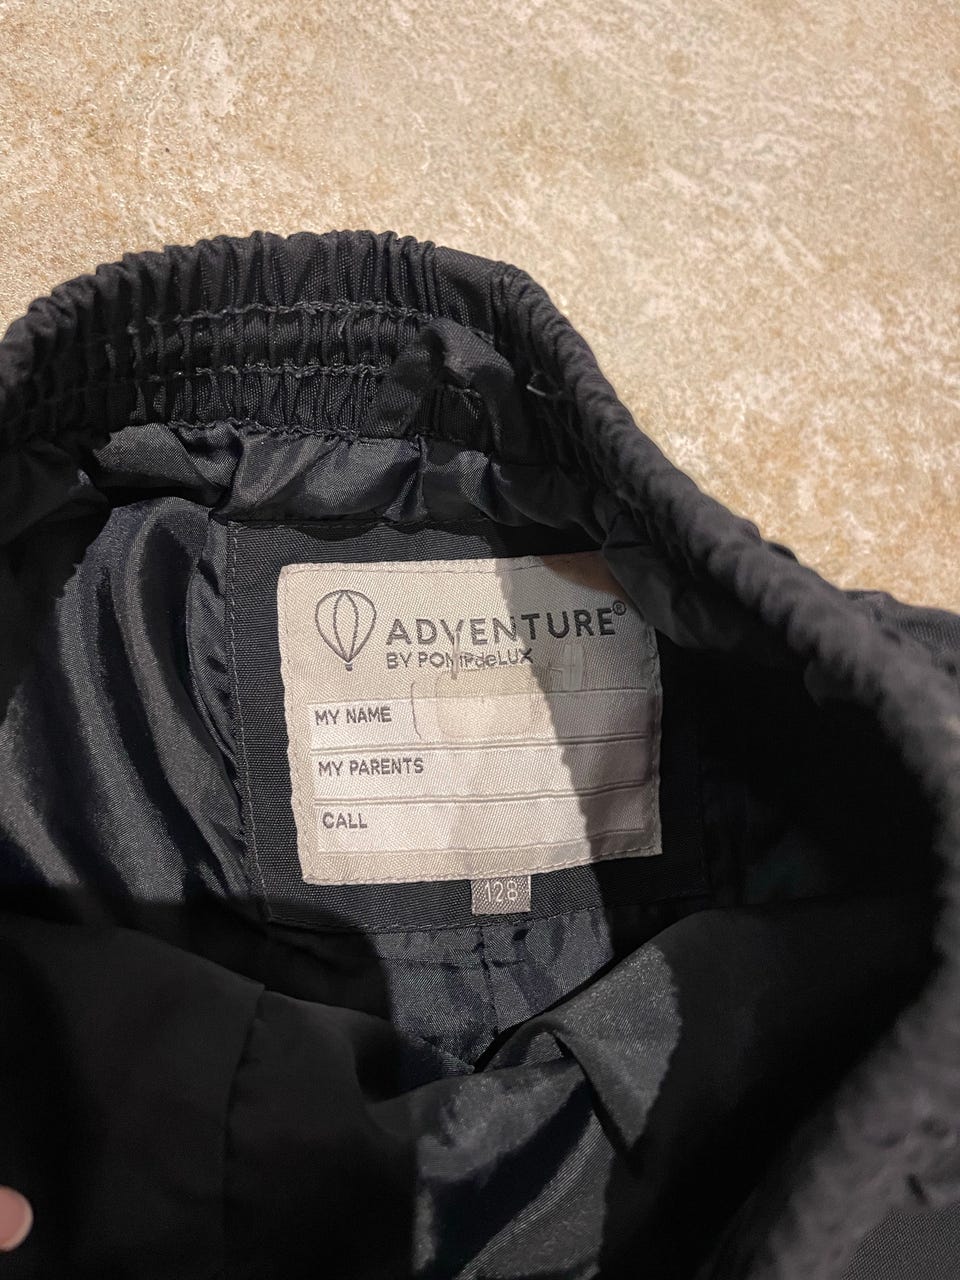 ADVENTURE®
BY POMPdeLUX
MY NAME
MY PARENTS
CALL
128